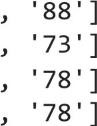 , '88']
, '73']
, '78']
, '78']